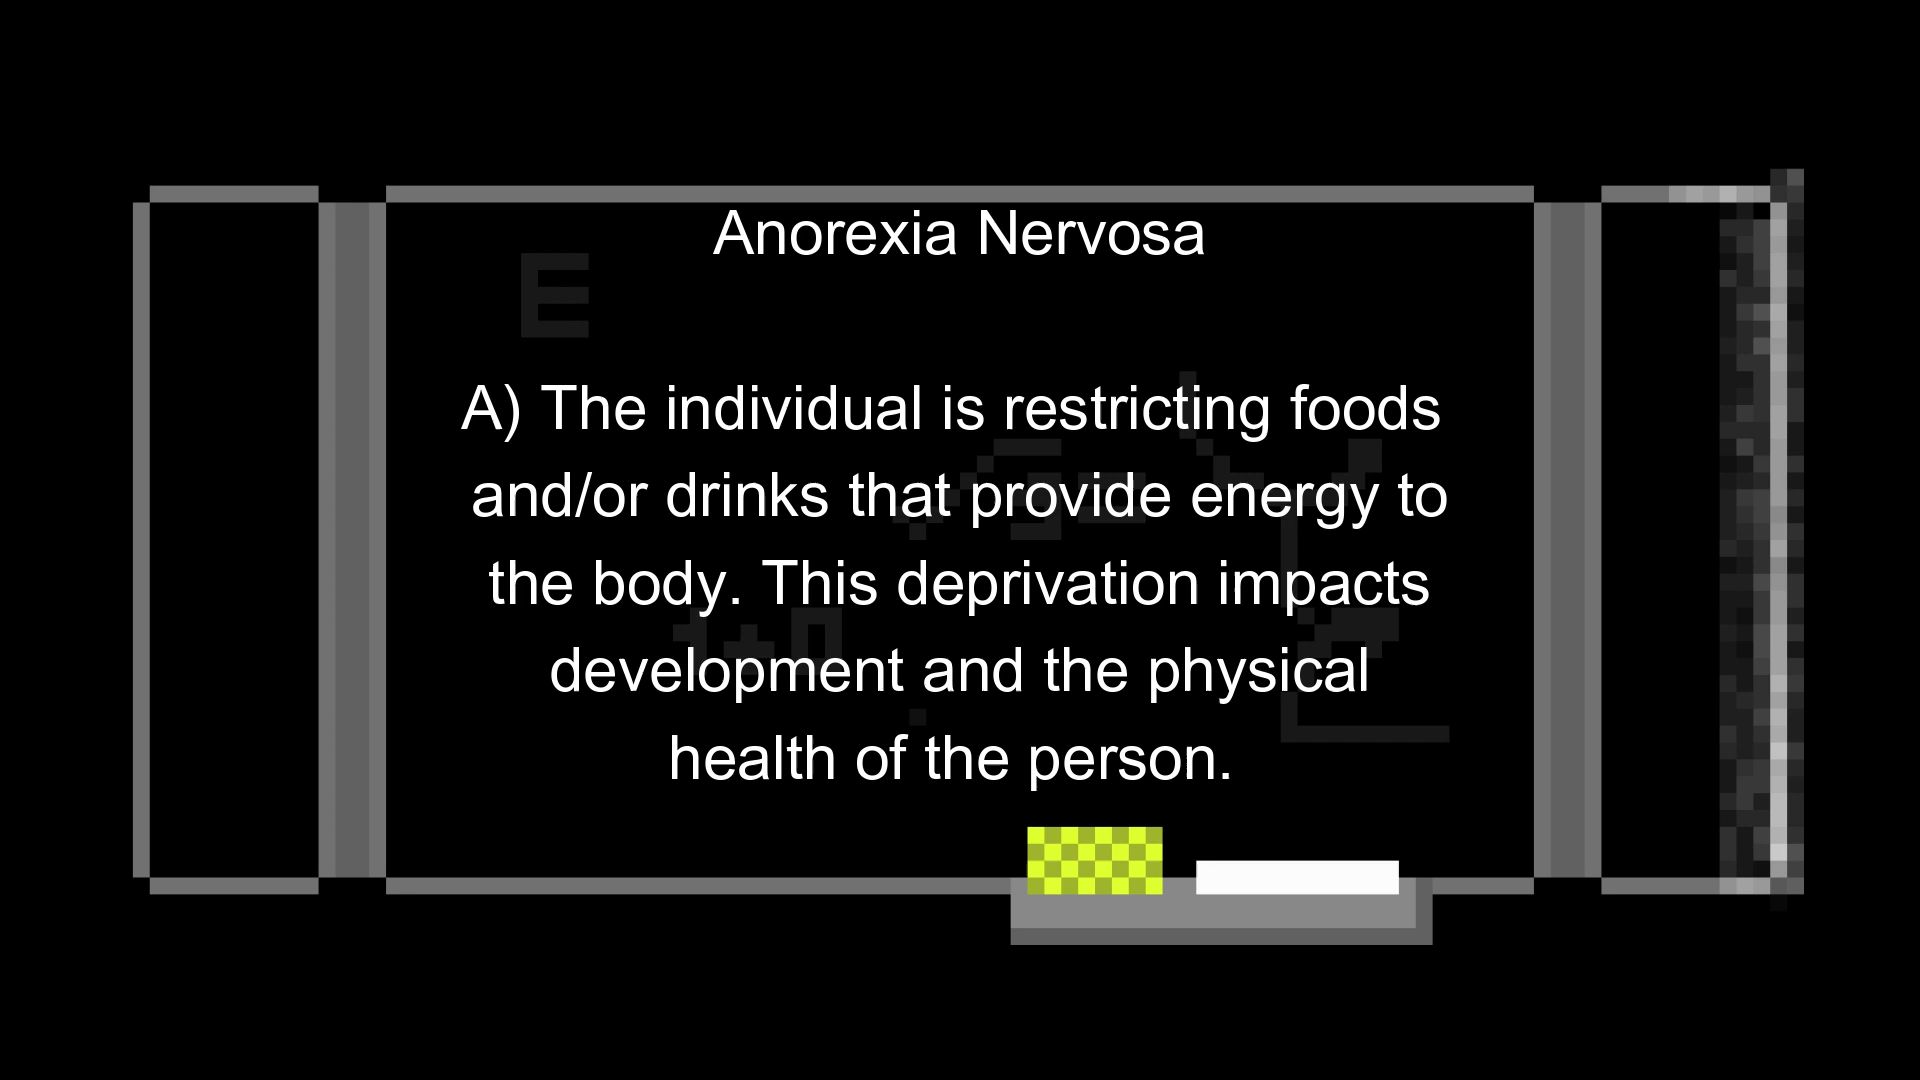 Anorexia Nervosa
E
A) The individual is restricting foods
and/or drinks that provide energy to
the body. This deprivation impacts
development and the physical
health of the person.